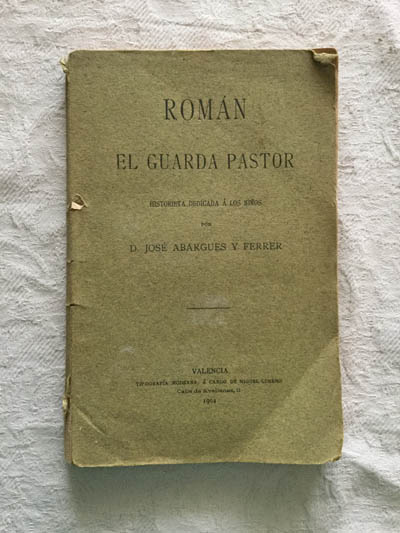 ROMÁN
EL GUARDA PASTOR
HISTORIETA DEDICADA Á LOS NIÑOS
POR
D. JOSÉ ABARGUES Y FERRER
VALENCIA
TIPOGRAFÍA MODERNA, Á CARGO DE MIGUEL GIMENO
Calle de Avellanas, 11
1904